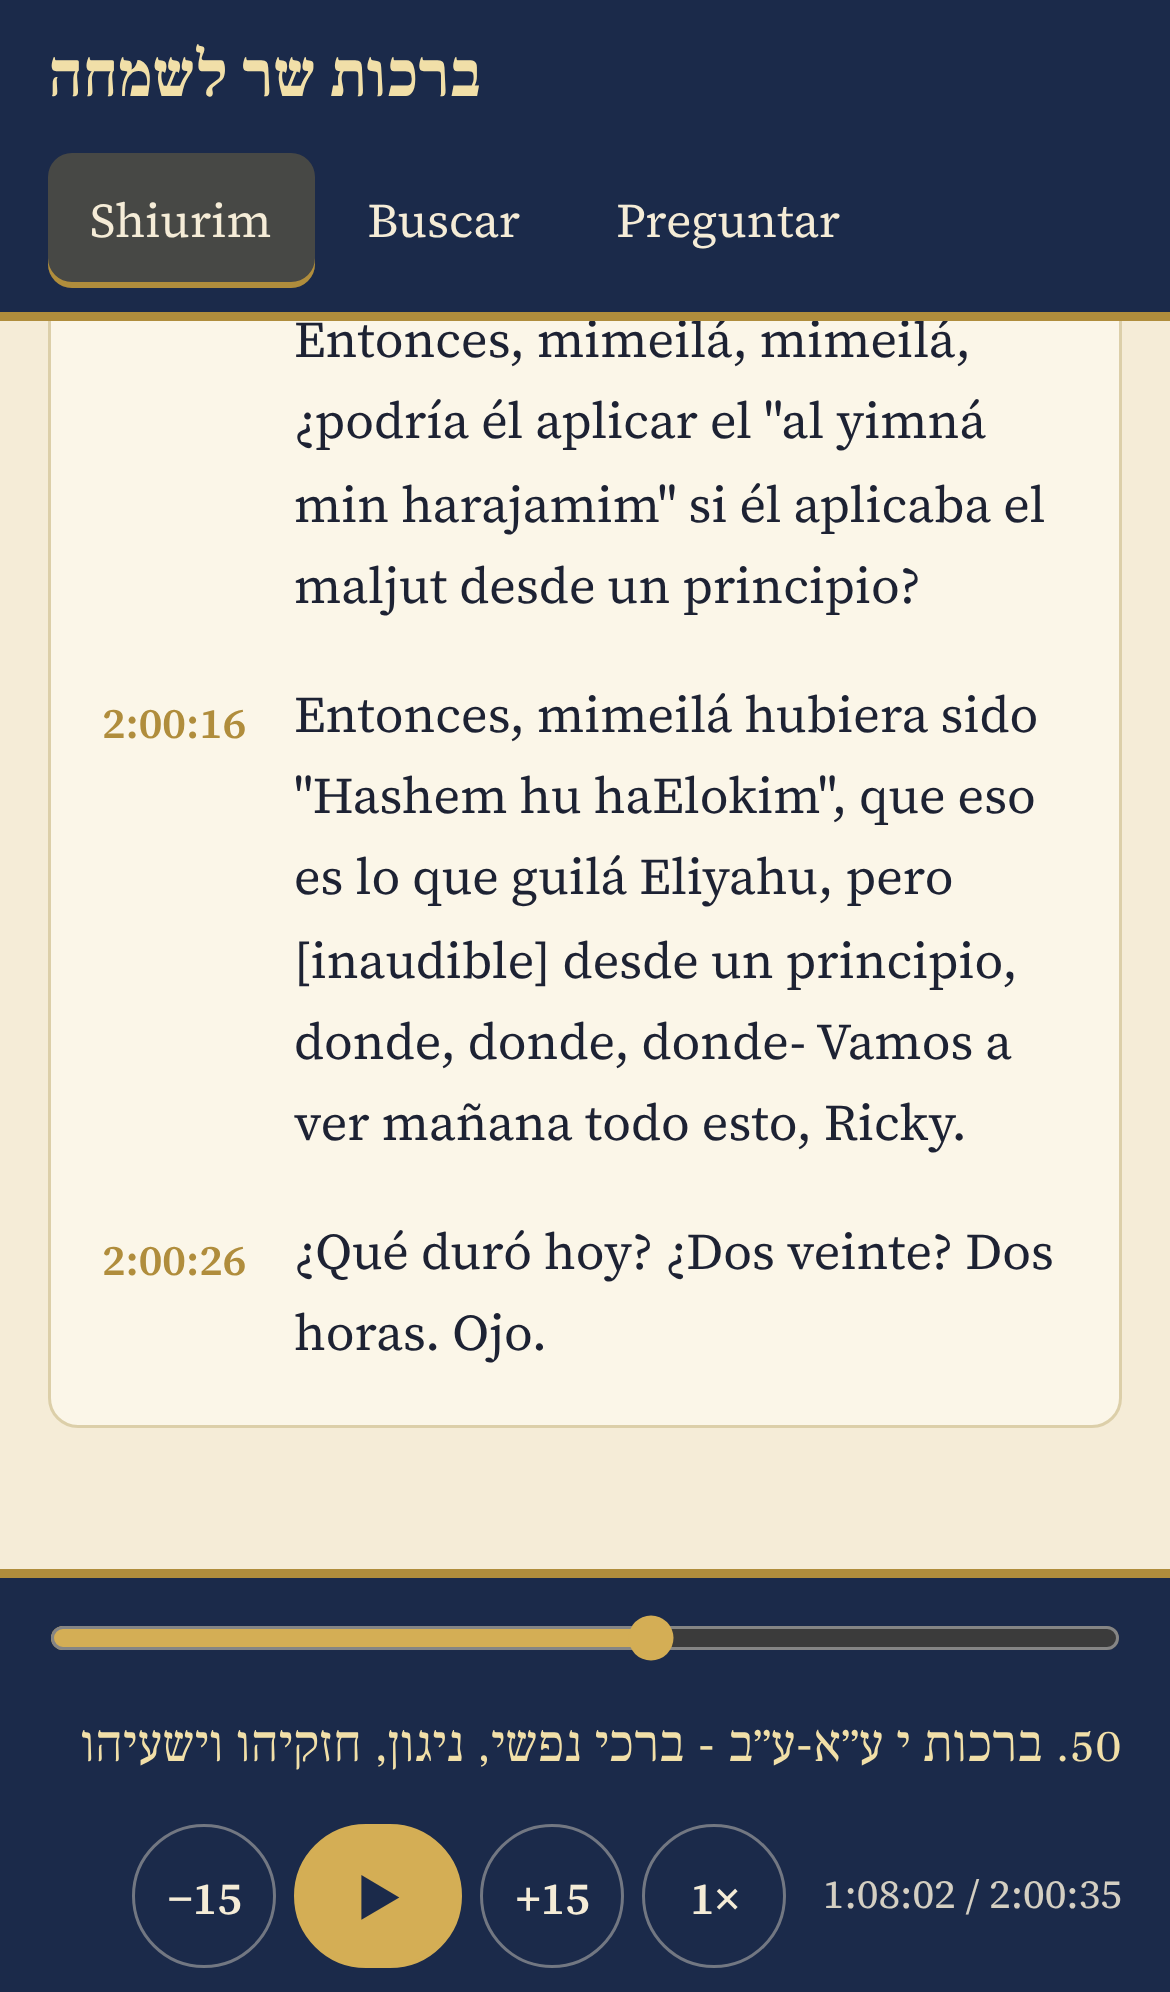 ברכות שר לשמחה
Shiurim Buscar Preguntar
Entonces, mimeilá, mimeilá,
¿podría él aplicar el "al yimná
min harajamim" si él aplicaba el
maljut desde un principio?
2:00:16 Entonces, mimeilá hubiera sido
"Hashem hu haElokim", que eso
es lo que guilá Eliyahu, pero
[inaudible] desde un principio,
donde, donde, donde- Vamos a
ver mañana todo esto, Ricky.
2:00:26 ¿Qué duró hoy? ¿Dos veinte? Dos
horas. Ojo.
50. ברכות י ע”א-ע”ב - ברכי נפשי, ניגון, חזקיהו וישעיהו
−15 +15 1× 1:08:02 / 2:00:35